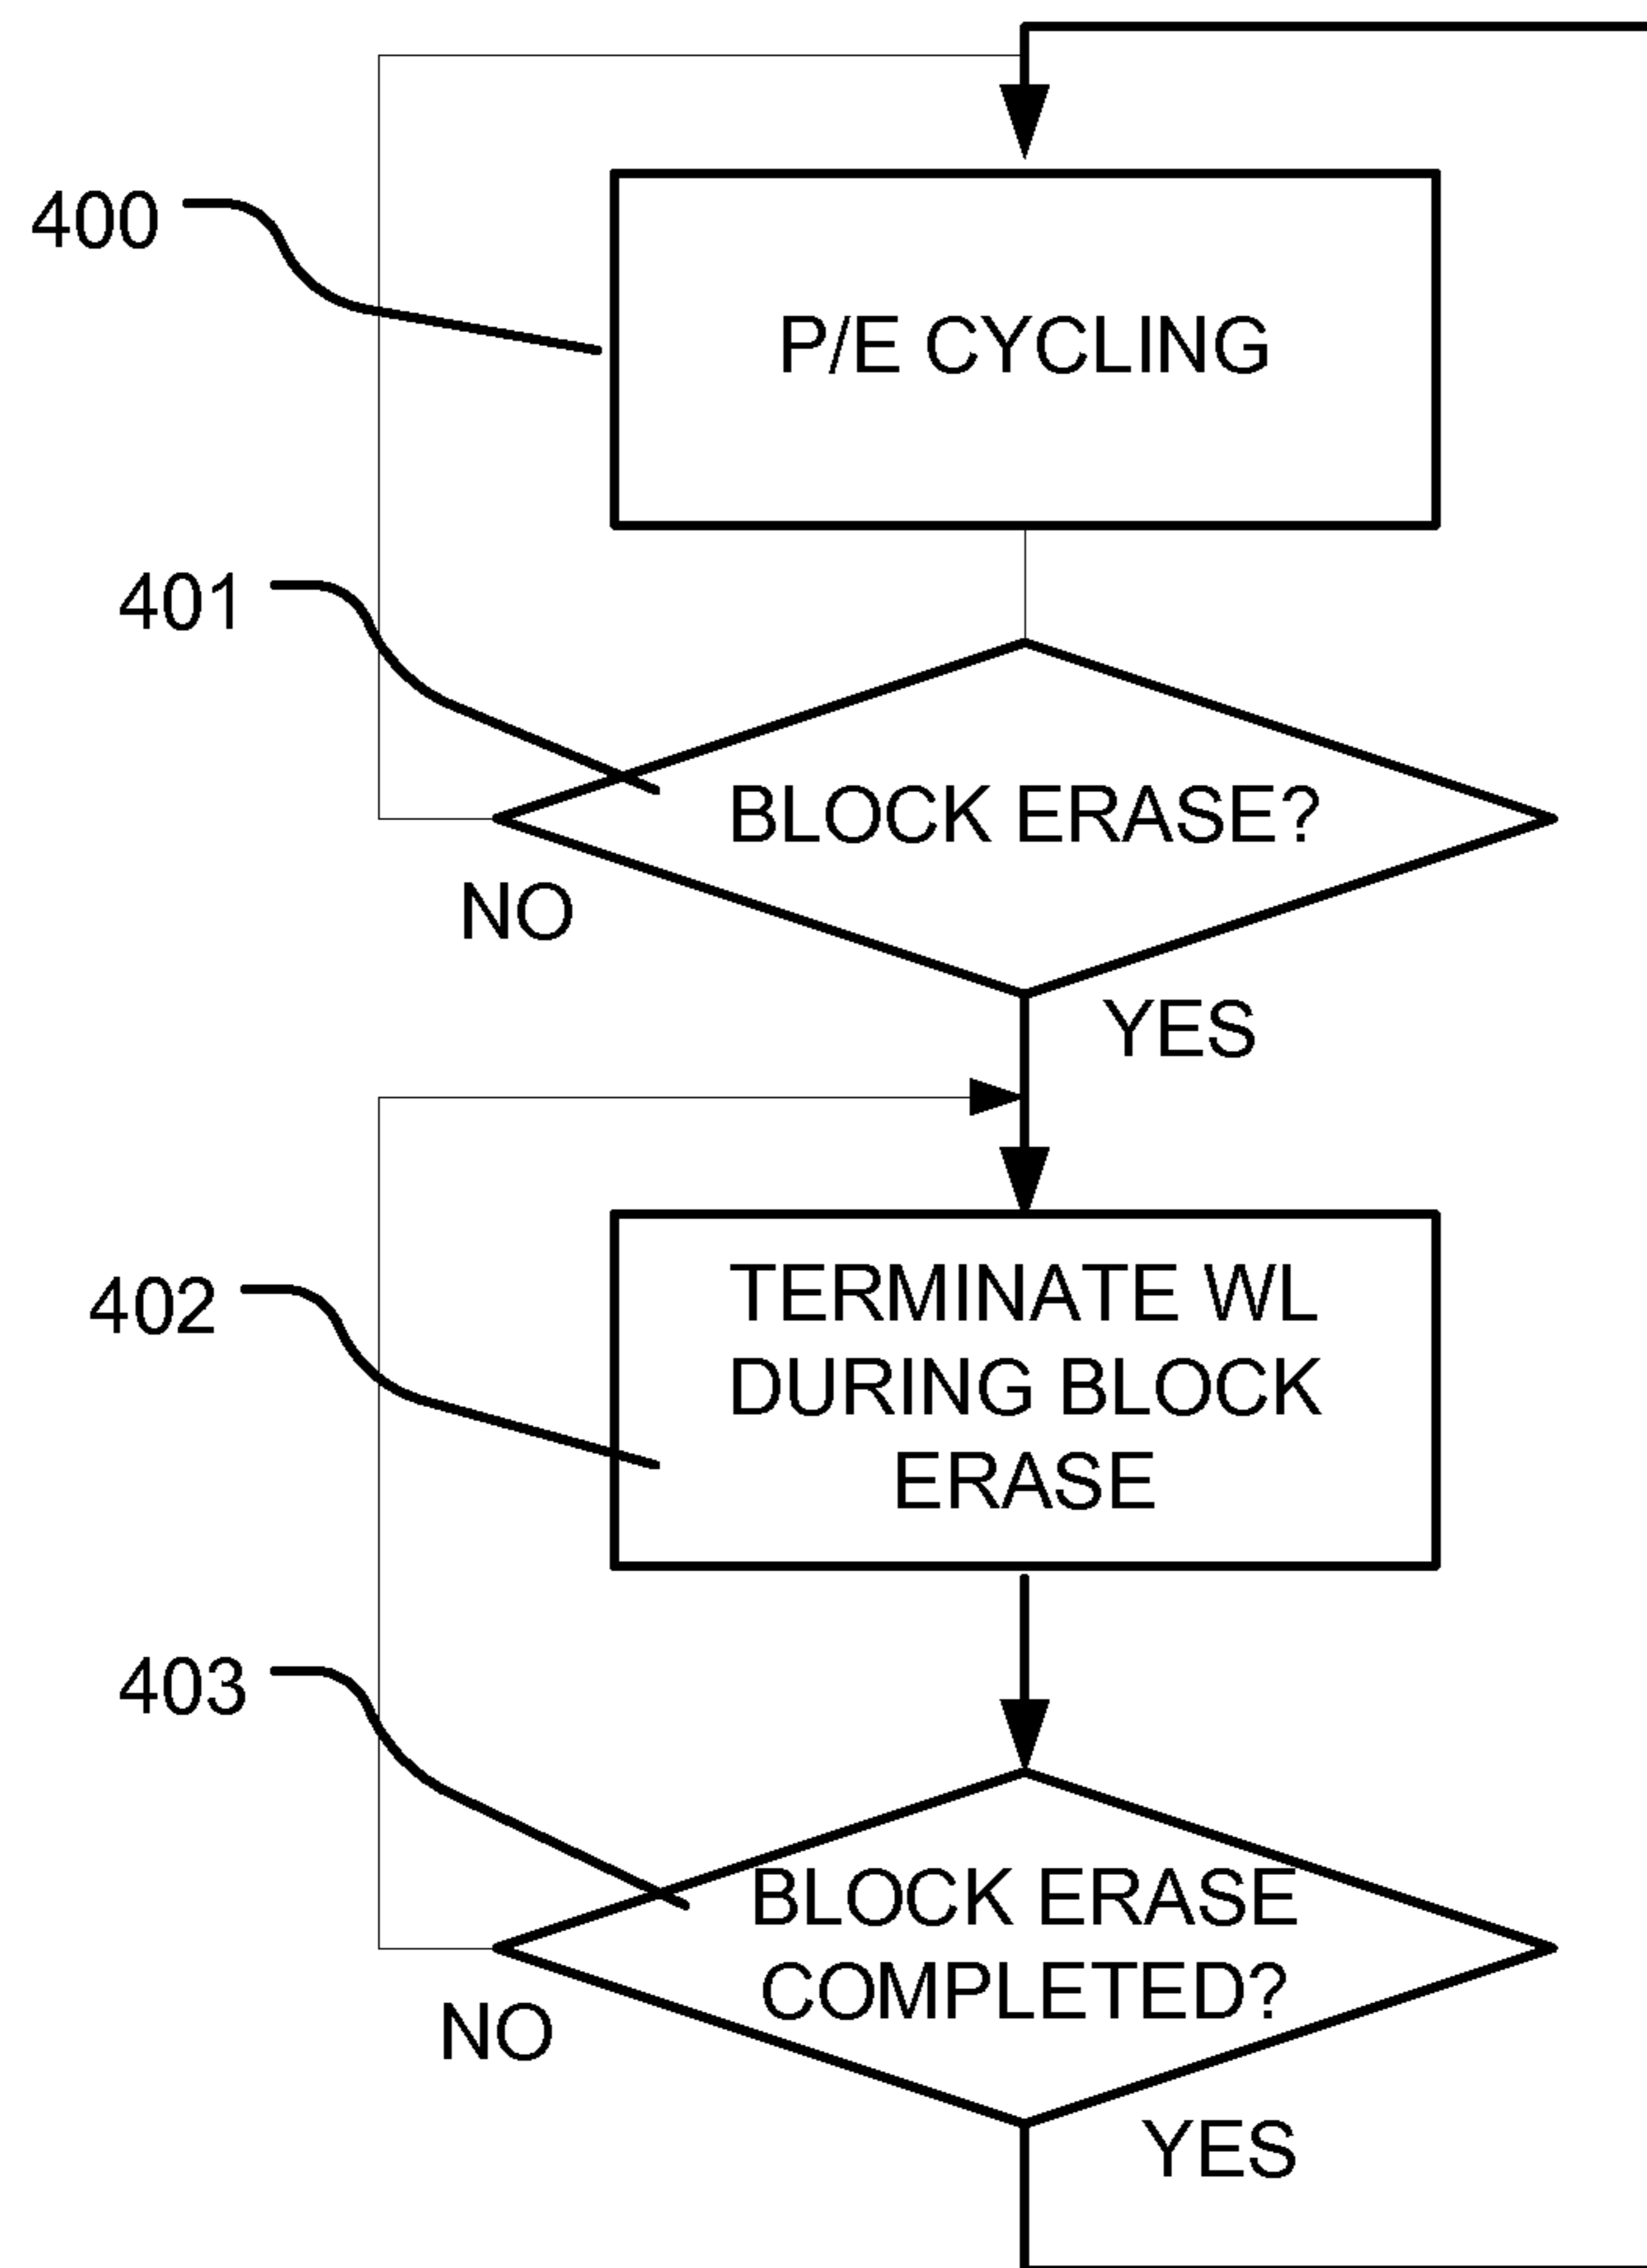 400
P/E CYCLING
401
BLOCK ERASE?
NO
YES
402
TERMINATE WL
DURING BLOCK
ERASE
403
BLOCK ERASE
COMPLETED?
NO
YES